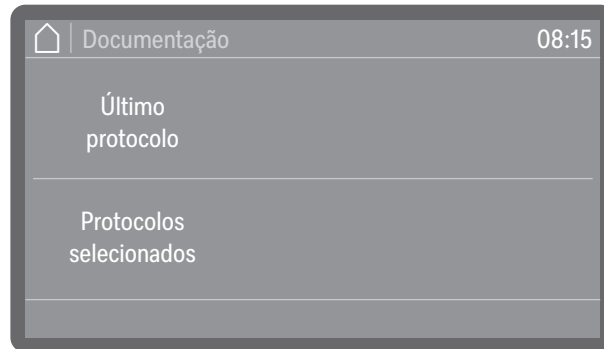 Documentação 08:15
Último
protocolo
Protocolos
selecionados